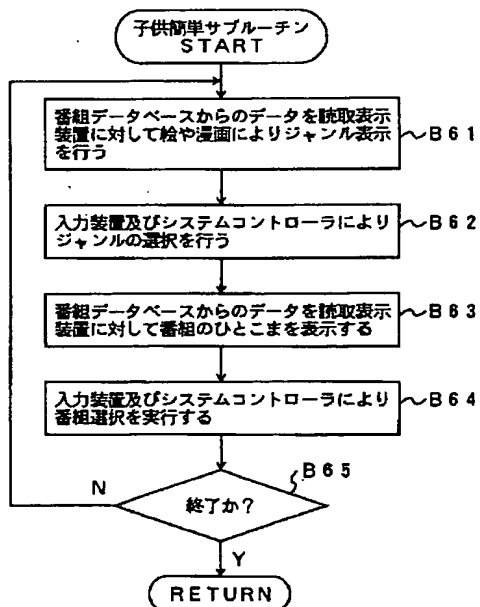 子供簡単サブルーチン
START
番組データベースからのデータを読取表示
装置に対して絵や漫画によりジャンル表示
を行う
B61
入力装置及びシステムコントローラにより
ジャンルの選択を行う
B62
番組データベースからのデータを読取表示
装置に対して番組のひとこまを表示する
B63
入力装置及びシステムコントローラにより
番組選択を実行する
B64
B65
N
終了か?
Y
RETURN